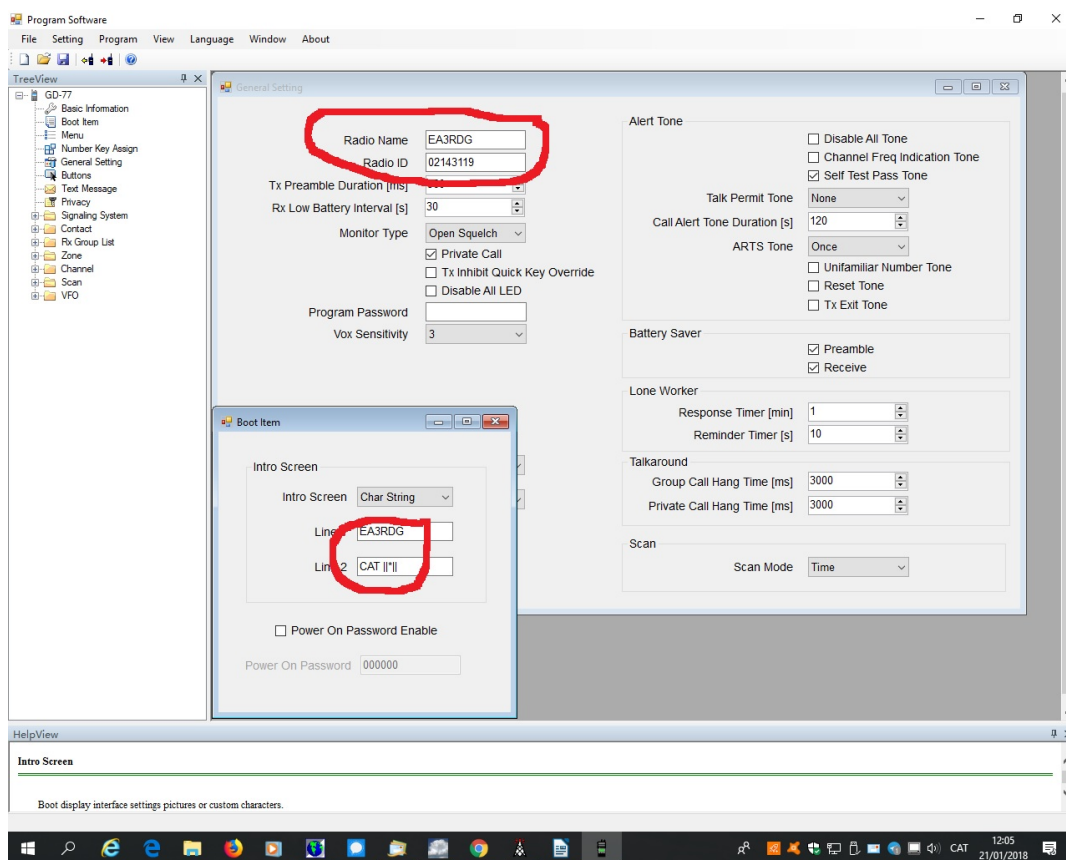 Program Software
File Setting Program View Language Window About
TreeView
GD-77
Basic Information
Boot Item
Menu
Number Key Assign
General Setting
Buttons
Text Message
Privacy
Signaling System
Contact
Rx Group List
Zone
Channel
Scan
VFO
General Setting
Radio Name EA3RDG
Radio ID 02143119
Tx Preamble Duration [ms]
Rx Low Battery Interval [s] 30
Monitor Type Open Squelch
Private Call
Tx Inhibit Quick Key Override
Disable All LED
Program Password
Vox Sensitivity 3
Alert Tone
Disable All Tone
Channel Freq Indication Tone
Self Test Pass Tone
Talk Permit Tone None
Call Alert Tone Duration [s] 120
ARTS Tone Once
Unifamiliar Number Tone
Reset Tone
Tx Exit Tone
Battery Saver
Preamble
Receive
Lone Worker
Response Timer [min] 1
Reminder Timer [s] 10
Talkaround
Group Call Hang Time [ms] 3000
Private Call Hang Time [ms] 3000
Scan
Scan Mode Time
Boot Item
Intro Screen
Intro Screen Char String
Line EA3RDG
Line 2 CAT ||*||
Power On Password Enable
Power On Password 000000
HelpView
Intro Screen
Boot display interface settings pictures or custom characters.
CAT
12:05
21/01/2018